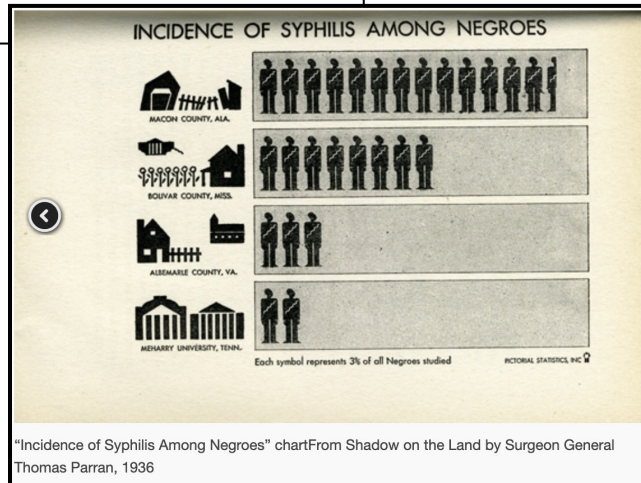 INCIDENCE OF SYPHILIS AMONG NEGROES
MACON COUNTY, ALA.
BOLIVAR COUNTY, MISS.
ALBEMARLE COUNTY, VA.
MEHARRY UNIVERSITY, TENN.
Each symbol represents 3% of all Negroes studied
PICTORIAL STATISTICS, INC
“Incidence of Syphilis Among Negroes” chartFrom Shadow on the Land by Surgeon General
Thomas Parran, 1936